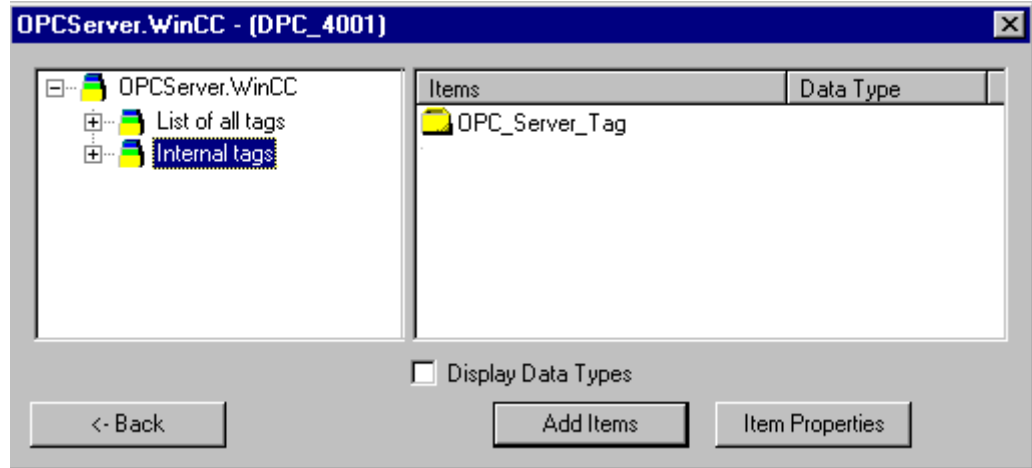 OPCServer.WinCC - (DPC_4001)
OPCServer.WinCC
List of all tags
Internal tags
Items Data Type
OPC_Server_Tag
Display Data Types
<- Back Add Items Item Properties